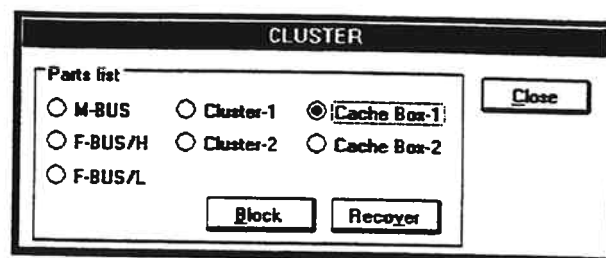 CLUSTER
Parts list
M-BUS Cluster-1 Cache Box-1 Close
F-BUS/H Cluster-2 Cache Box-2
F-BUS/L
Block Recover